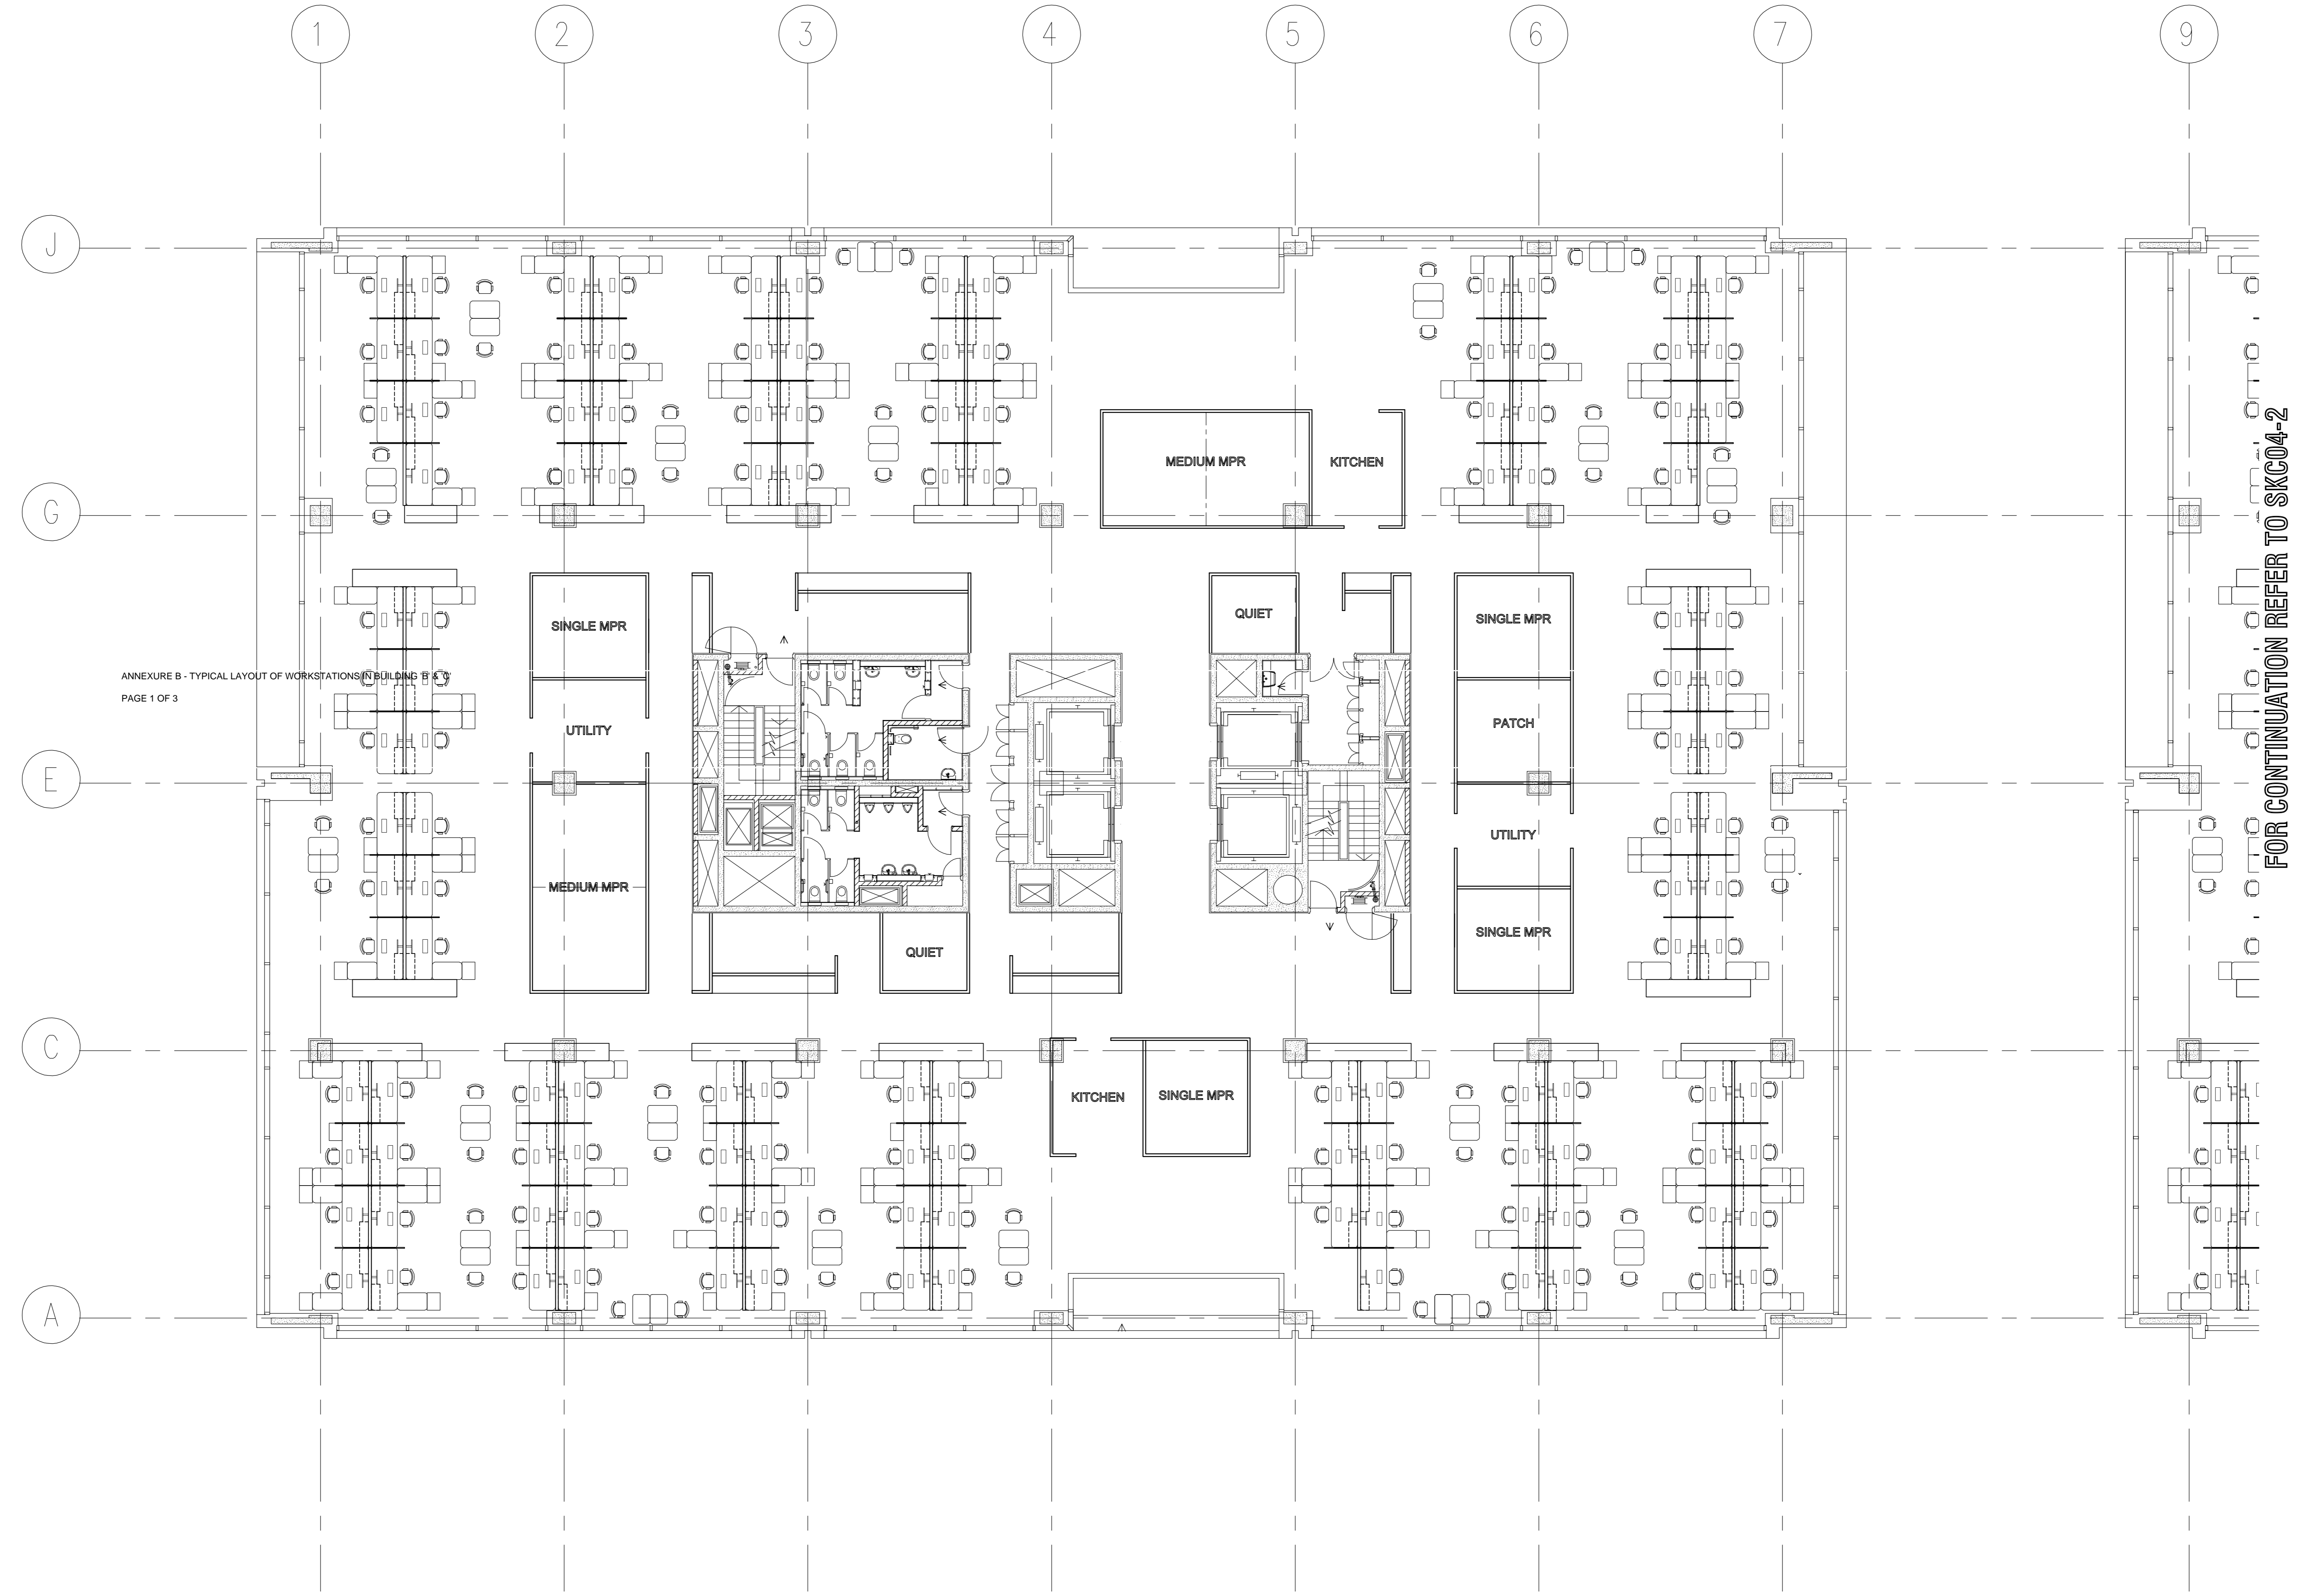 1 2 3 4 5 6 7 9
J
MEDIUM MPR KITCHEN
G
QUIET
SINGLE MPR SINGLE MPR
ANNEXURE B - TYPICAL LAYOUT OF WORKSTATIONS IN BUILDING 'B' & 'C'
PAGE 1 OF 3
UTILITY PATCH
E
UTILITY
MEDIUM MPR
SINGLE MPR
QUIET
C
KITCHEN SINGLE MPR
A
FOR CONTINUATION REFER TO SKC04-2